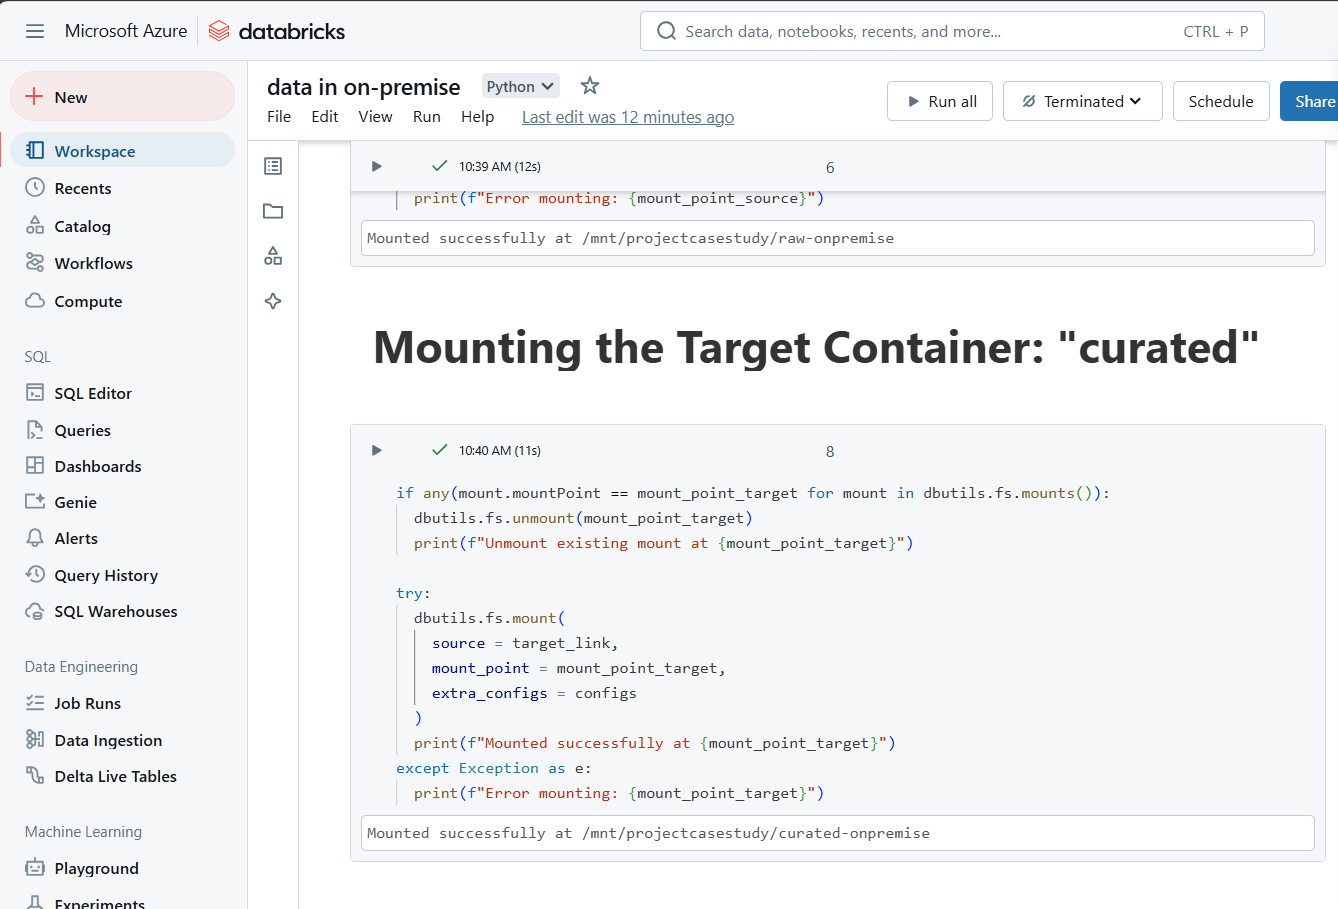 Microsoft Azure databricks
Search data, notebooks, recents, and more... CTRL + P
New
Workspace
Recents
Catalog
Workflows
Compute
SQL
SQL Editor
Queries
Dashboards
Genie
Alerts
Query History
SQL Warehouses
Data Engineering
Job Runs
Data Ingestion
Delta Live Tables
Machine Learning
Playground
Experiments
data in on-premise Python
File Edit View Run Help Last edit was 12 minutes ago
Run all Terminated Schedule Share
10:39 AM (12s) 6
print(f"Error mounting: {mount_point_source}")
Mounted successfully at /mnt/projectcasestudy/raw-onpremise
Mounting the Target Container: "curated"
10:40 AM (11s) 8
if any(mount.mountPoint == mount_point_target for mount in dbutils.fs.mounts()):
dbutils.fs.unmount(mount_point_target)
print(f"Unmount existing mount at {mount_point_target}")
try:
dbutils.fs.mount(
source = target_link,
mount_point = mount_point_target,
extra_configs = configs
)
print(f"Mounted successfully at {mount_point_target}")
except Exception as e:
print(f"Error mounting: {mount_point_target}")
Mounted successfully at /mnt/projectcasestudy/curated-onpremise